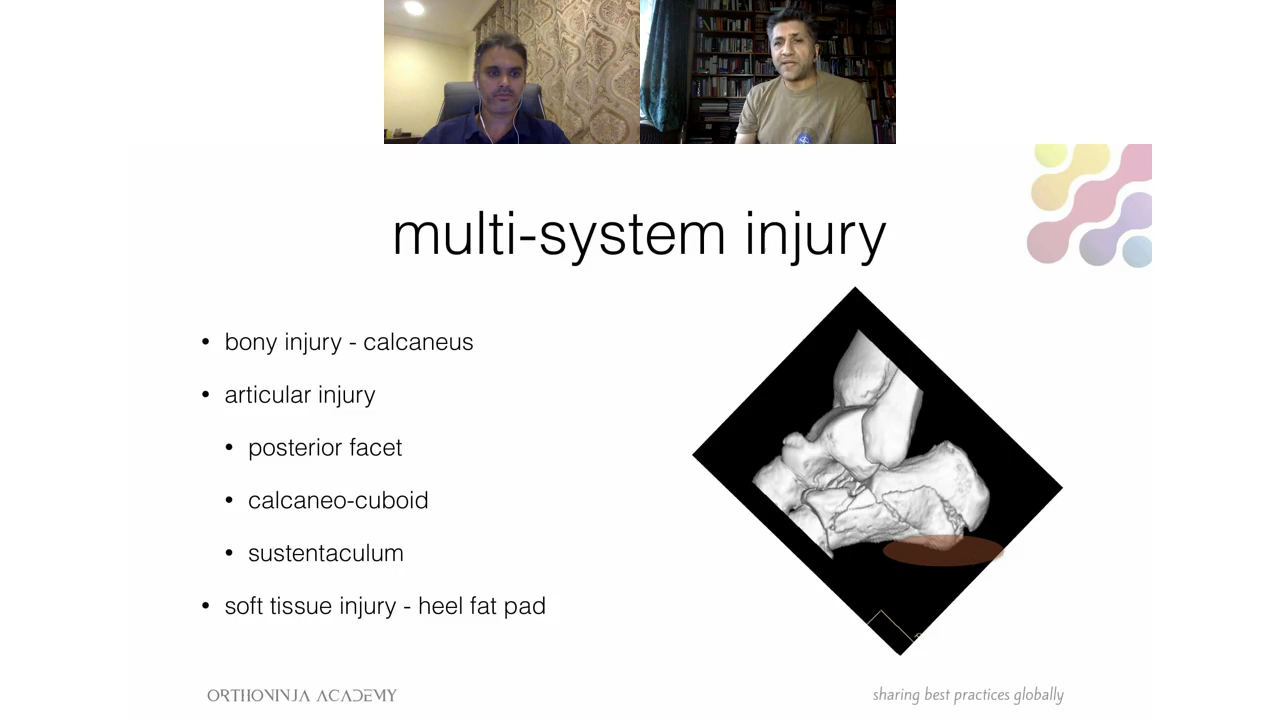 multi-system injury
• bony injury - calcaneus
• articular injury
• posterior facet
• calcaneo-cuboid
• sustentaculum
• soft tissue injury - heel fat pad
ORTHONINJA ACADEMY
sharing best practices globally